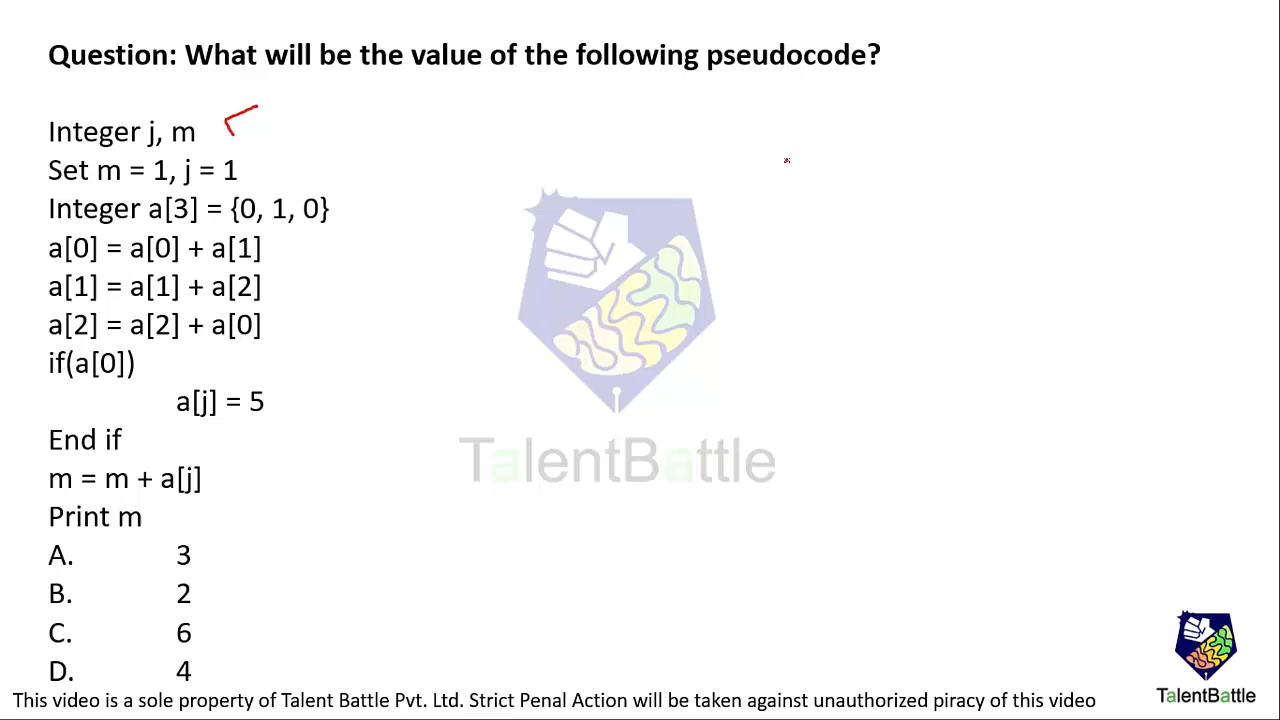 Question: What will be the value of the following pseudocode?
Integer j, m
Set m = 1, j = 1
Integer a[3] = {0, 1, 0}
a[0] = a[0] + a[1]
a[1] = a[1] + a[2]
a[2] = a[2] + a[0]
if(a[0])
a[j] = 5
End if
m = m + a[j]
Print m
A. 3
B. 2
C. 6
D. 4
TalentBattle
TalentBattle
This video is a sole property of Talent Battle Pvt. Ltd. Strict Penal Action will be taken against unauthorized piracy of this video